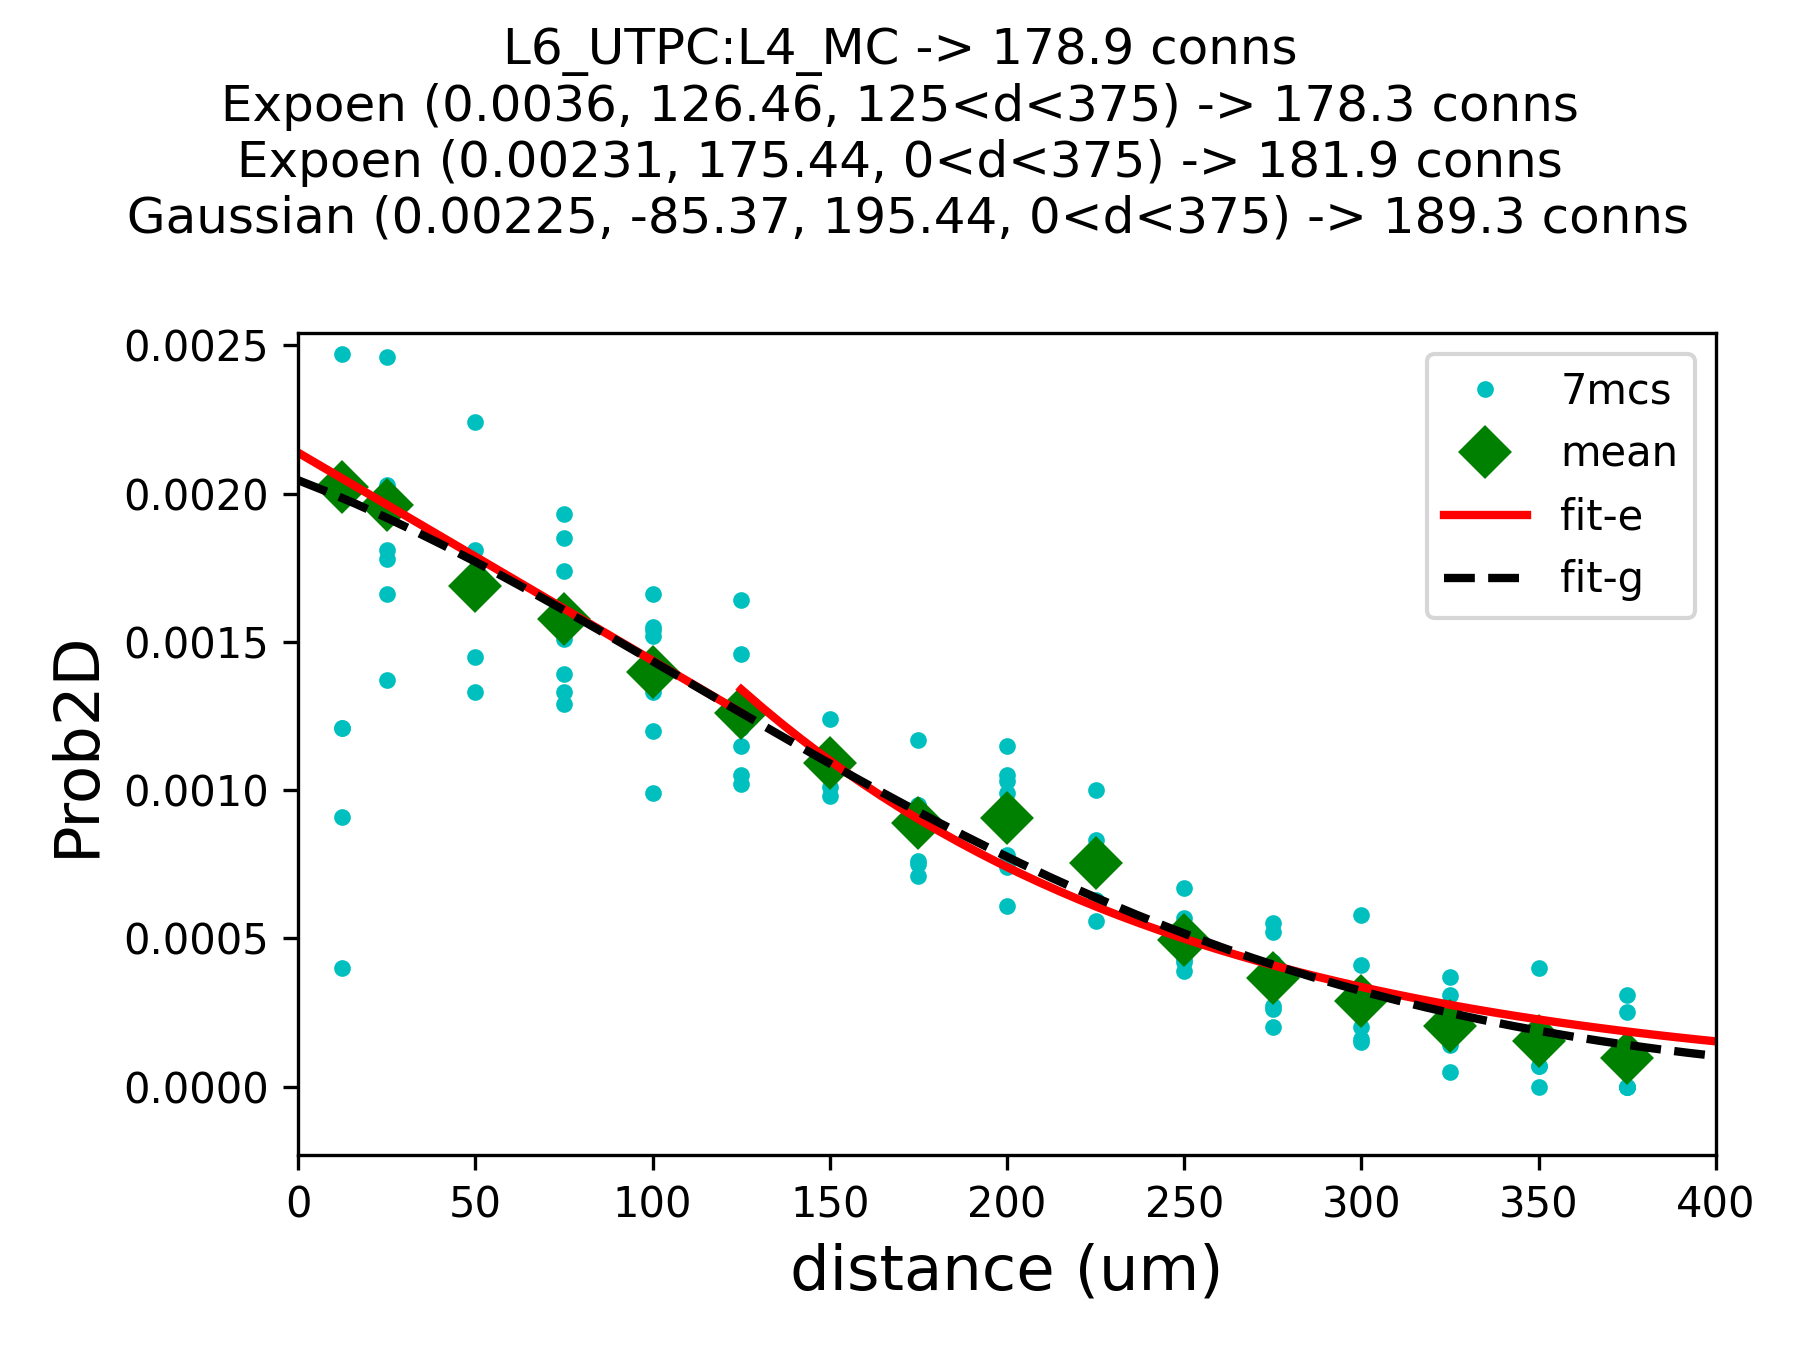 L6_UTPC:L4_MC -> 178.9 conns
Expoen (0.0036, 126.46, 125<d<375) -> 178.3 conns
Expoen (0.00231, 175.44, 0<d<375) -> 181.9 conns
Gaussian (0.00225, -85.37, 195.44, 0<d<375) -> 189.3 conns
0.0025
0.0020
0.0015
0.0010
0.0005
0.0000
Prob2D
7mcs
mean
fit-e
fit-g
0 50 100 150 200 250 300 350 400
distance (um)